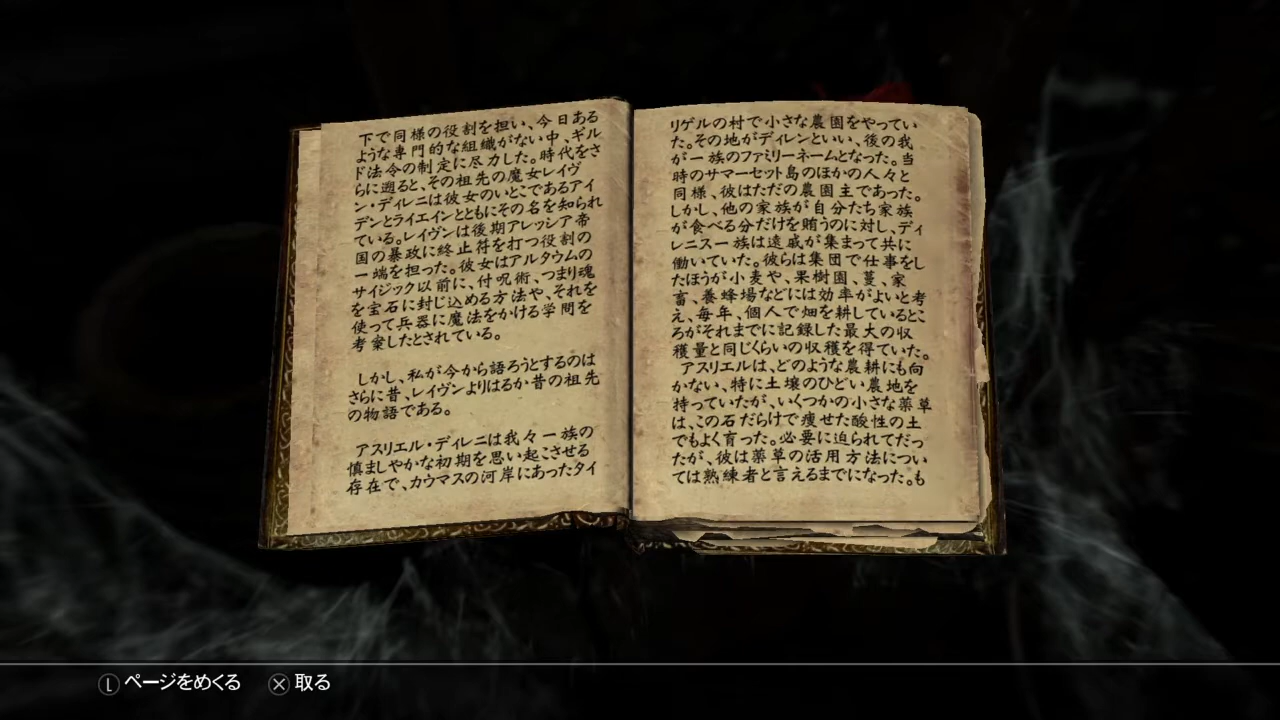 下で同様の役割を担い、今日ある
ような専門的な組織がない中、ギル
ド法令の制定に尽力した。時代をさ
らに遡ると、その祖先の魔女レイヴ
ン・ディレニは彼女のいとこであるアイ
デンとライエインとともにその名を知られ
ている。レイヴンは後期アレッシア帝
国の暴政に終止符を打つ役割の
一端を担った。彼女はアルタウムの
サイジック以前に、付呪術、つまり魂
を宝石に封じ込める方法や、それを
使って兵器に魔法をかける学問を
考案したとされている。
しかし、私が今から語ろうとするのは
さらに昔、レイヴンよりはるか昔の祖先
の物語である。
アスリエル・ディレニは我々一族の
慎ましやかな初期を思い起こさせる
存在で、カウマスの河岸にあったタイ
リゲルの村で小さな農園をやってい
た。その地がディレンといい、後の我
が一族のファミリーネームとなった。当
時のサマーセット島のほかの人々と
同様、彼はただの農園主であった。
しかし、他の家族が自分たち家族
が食べる分だけを賄うのに対し、ディ
レニス一族は遠戚が集まって共に
働いていた。彼らは集団で仕事をし
たほうが小麦や、果樹園、蔓、家
畜、養蜂場などには効率がよいと考
え、毎年、個人で畑を耕しているとこ
ろがそれまでに記録した最大の収
穫量と同じくらいの収穫を得ていた。
アスリエルは、どのような農耕にも向
かない、特に土壌のひどい農地を
持っていたが、いくつかの小さな薬草
は、この石だらけで痩せた酸性の土
でもよく育った。必要に迫られてだっ
たが、彼は薬草の活用方法につい
ては熟練者と言えるまでになった。も
L ページをめくる
× 取る